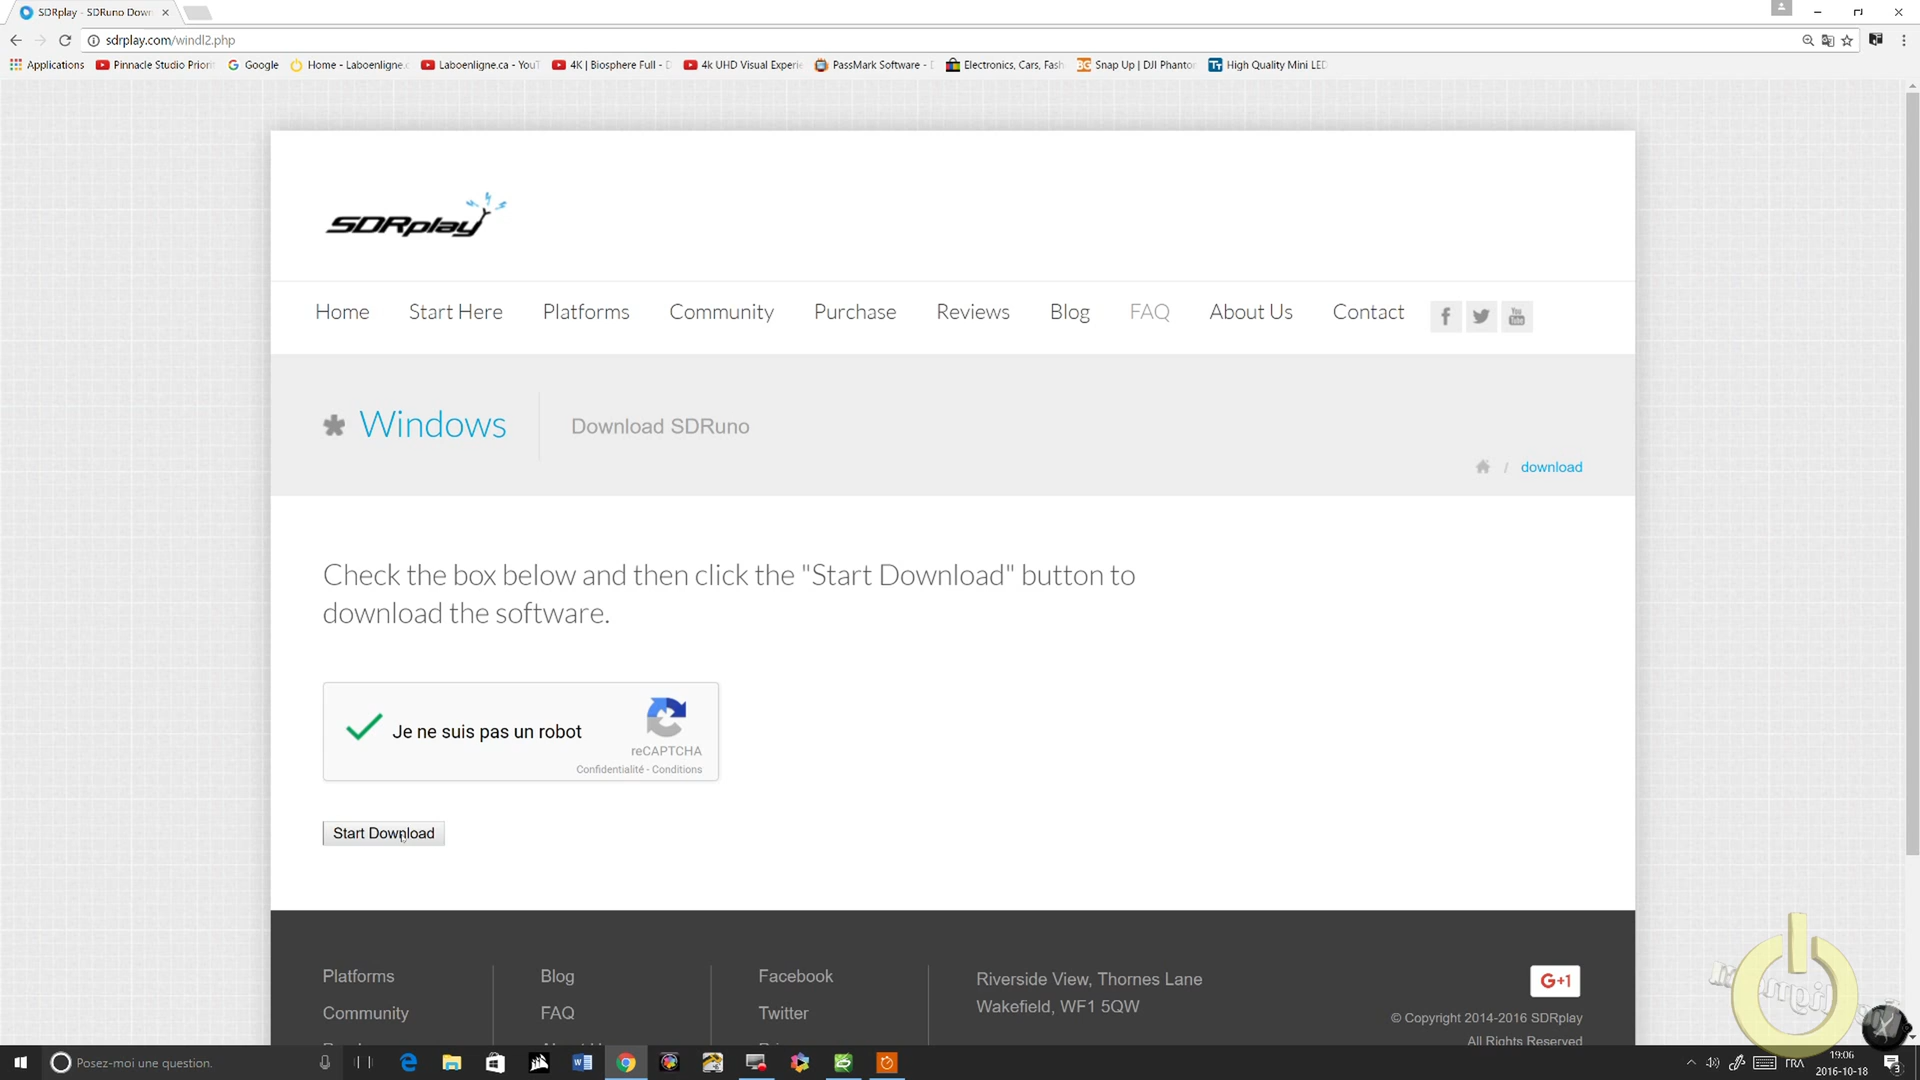 SDRplay - SDRuno Down
sdrplay.com/windl2.php
Applications
Pinnacle Studio Priorit
Google
Home - Laboenligne.c
Laboenligne.ca - YouT
4K | Biosphere Full - D
4k UHD Visual Experie
PassMark Software - D
Electronics, Cars, Fash
Snap Up | DJI Phanton
High Quality Mini LED
SDRplay
Home
Start Here
Platforms
Community
Purchase
Reviews
Blog
FAQ
About Us
Contact
Windows
Download SDRuno
/ download
Check the box below and then click the "Start Download" button to
download the software.
Je ne suis pas un robot
reCAPTCHA
Confidentialité - Conditions
Start Download
Platforms
Community
Blog
FAQ
Facebook
Twitter
Riverside View, Thornes Lane
Wakefield, WF1 5QW
G+1
© Copyright 2014-2016 SDRplay
All Rights Reserved
Posez-moi une question.
FRA
19:06
2016-10-18
3